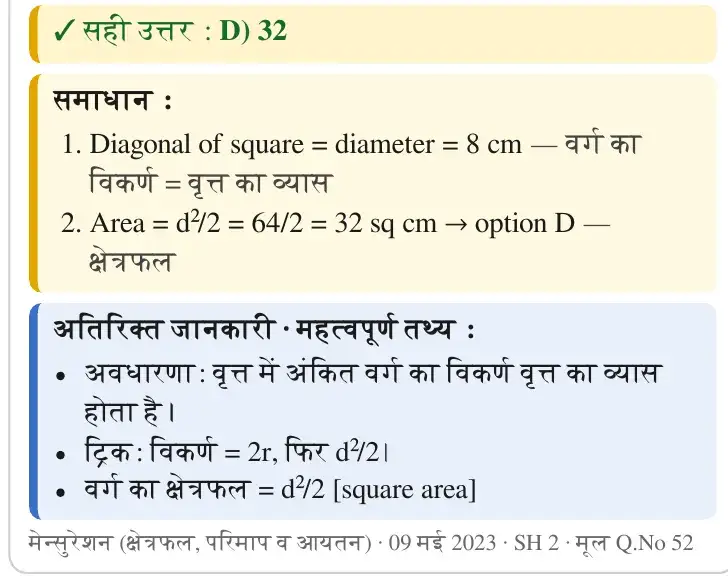 ✓ सही उत्तर : D) 32
समाधान :
1. Diagonal of square = diameter = 8 cm — वर्ग का
विकर्ण = वृत्त का व्यास
2. Area = d²/2 = 64/2 = 32 sq cm → option D —
क्षेत्रफल
अतिरिक्त जानकारी · महत्वपूर्ण तथ्य :
• अवधारणा : वृत्त में अंकित वर्ग का विकर्ण वृत्त का व्यास
होता है।
• ट्रिक : विकर्ण = 2r, फिर d²/2।
• वर्ग का क्षेत्रफल = d²/2 [square area]
मेन्सुरेशन (क्षेत्रफल, परिमाप व आयतन) · 09 मई 2023 · SH 2 · मूल Q.No 52